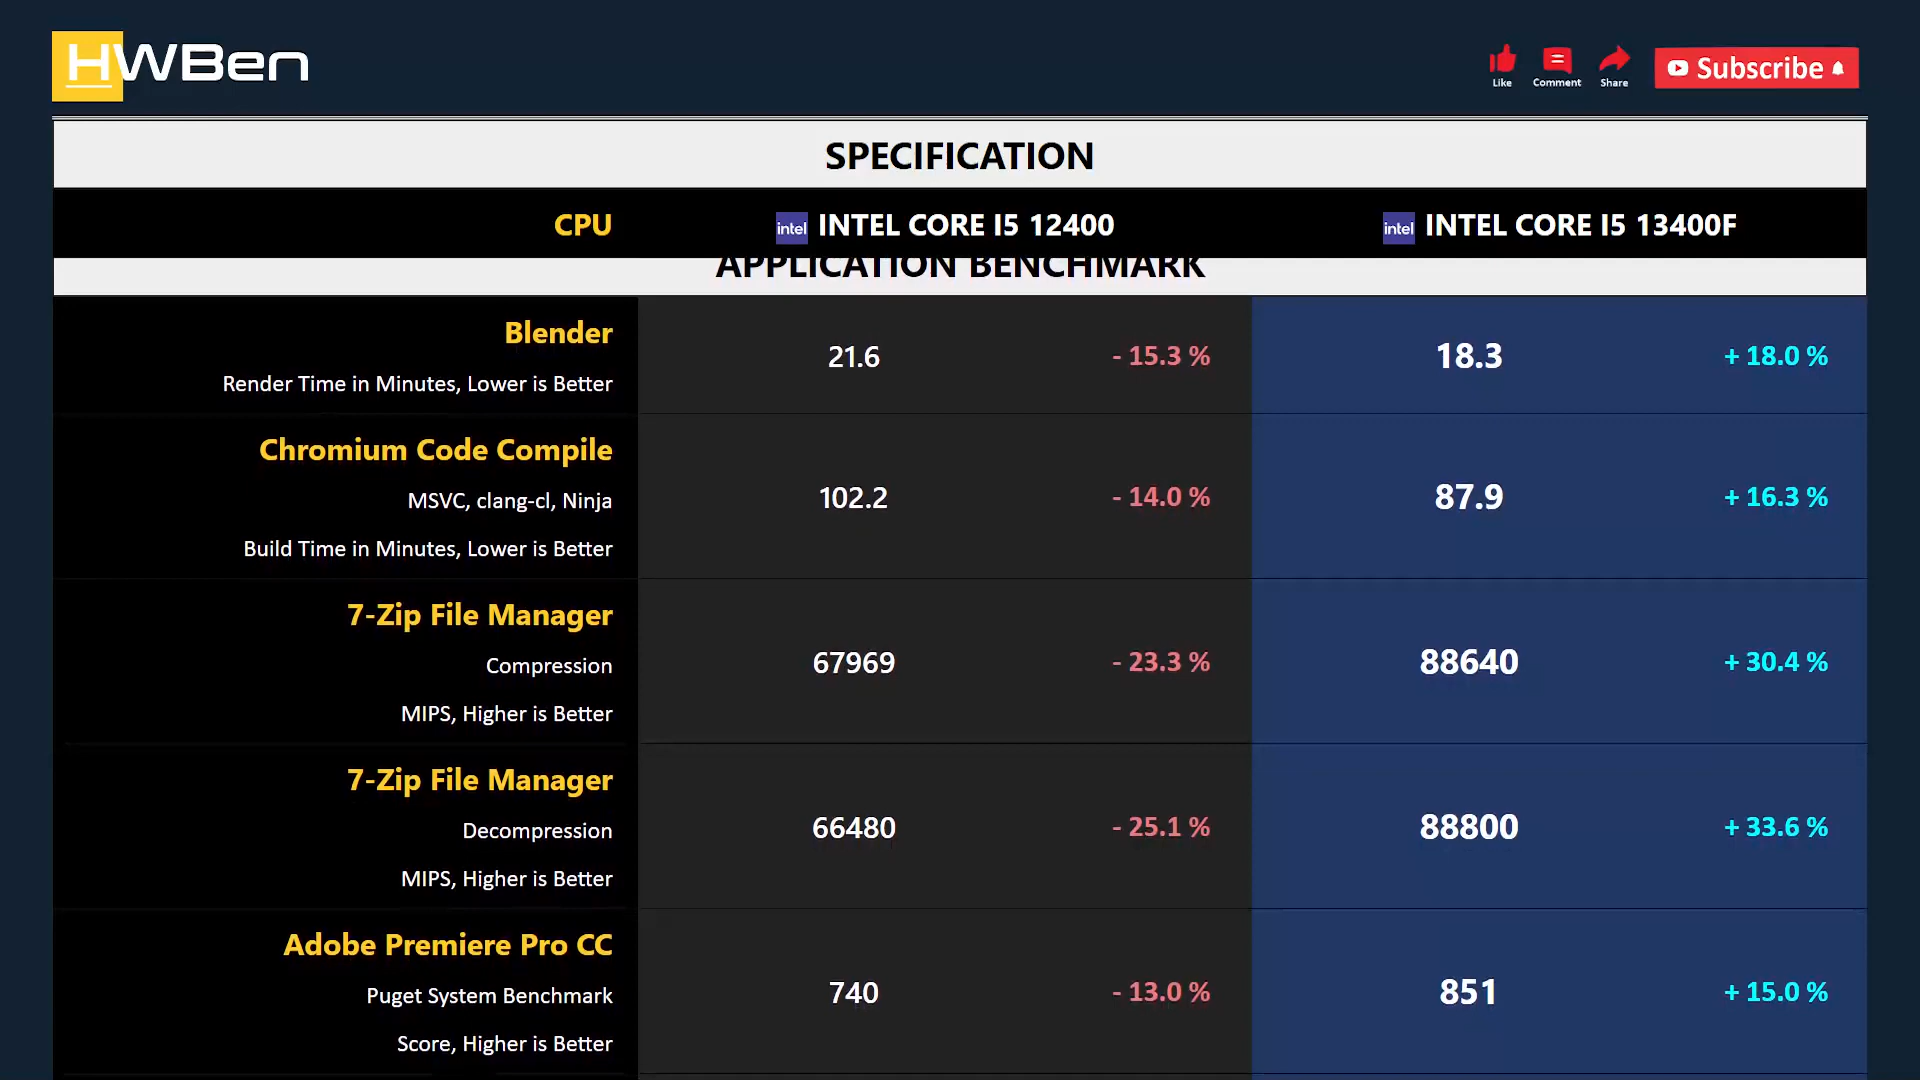 HWBen
Like
Comment
Share
Subscribe
SPECIFICATION
CPU
intel INTEL CORE I5 12400
intel INTEL CORE I5 13400F
APPLICATION BENCHMARK
Blender
Render Time in Minutes, Lower is Better
21.6
- 15.3 %
18.3
+ 18.0 %
Chromium Code Compile
MSVC, clang-cl, Ninja
Build Time in Minutes, Lower is Better
102.2
- 14.0 %
87.9
+ 16.3 %
7-Zip File Manager
Compression
MIPS, Higher is Better
67969
- 23.3 %
88640
+ 30.4 %
7-Zip File Manager
Decompression
MIPS, Higher is Better
66480
- 25.1 %
88800
+ 33.6 %
Adobe Premiere Pro CC
Puget System Benchmark
Score, Higher is Better
740
- 13.0 %
851
+ 15.0 %